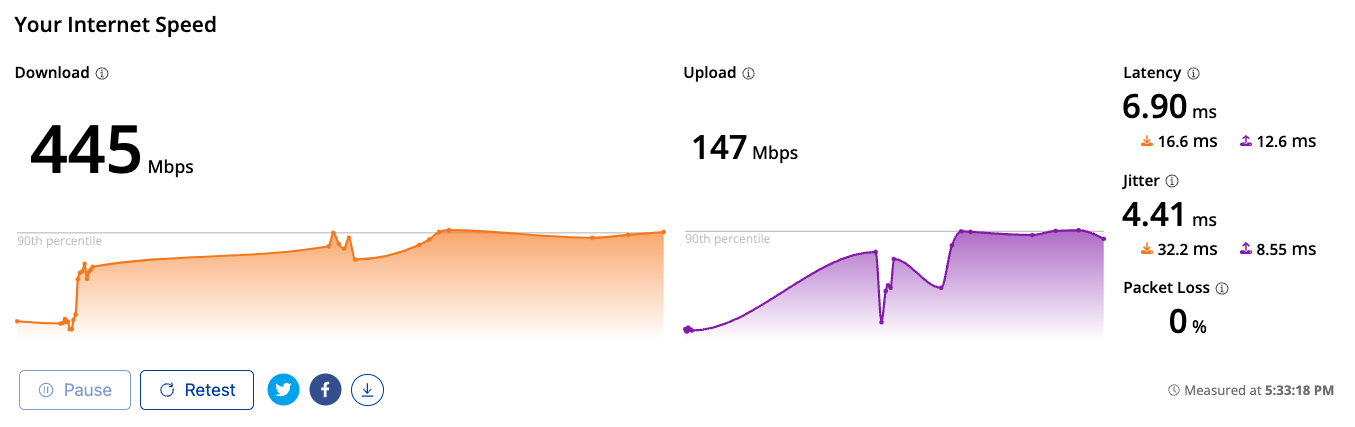 Your Internet Speed
Download
445 Mbps
90th percentile
Upload
147 Mbps
90th percentile
Latency
6.90 ms
16.6 ms 12.6 ms
Jitter
4.41 ms
32.2 ms 8.55 ms
Packet Loss
0 %
Pause Retest
Measured at 5:33:18 PM